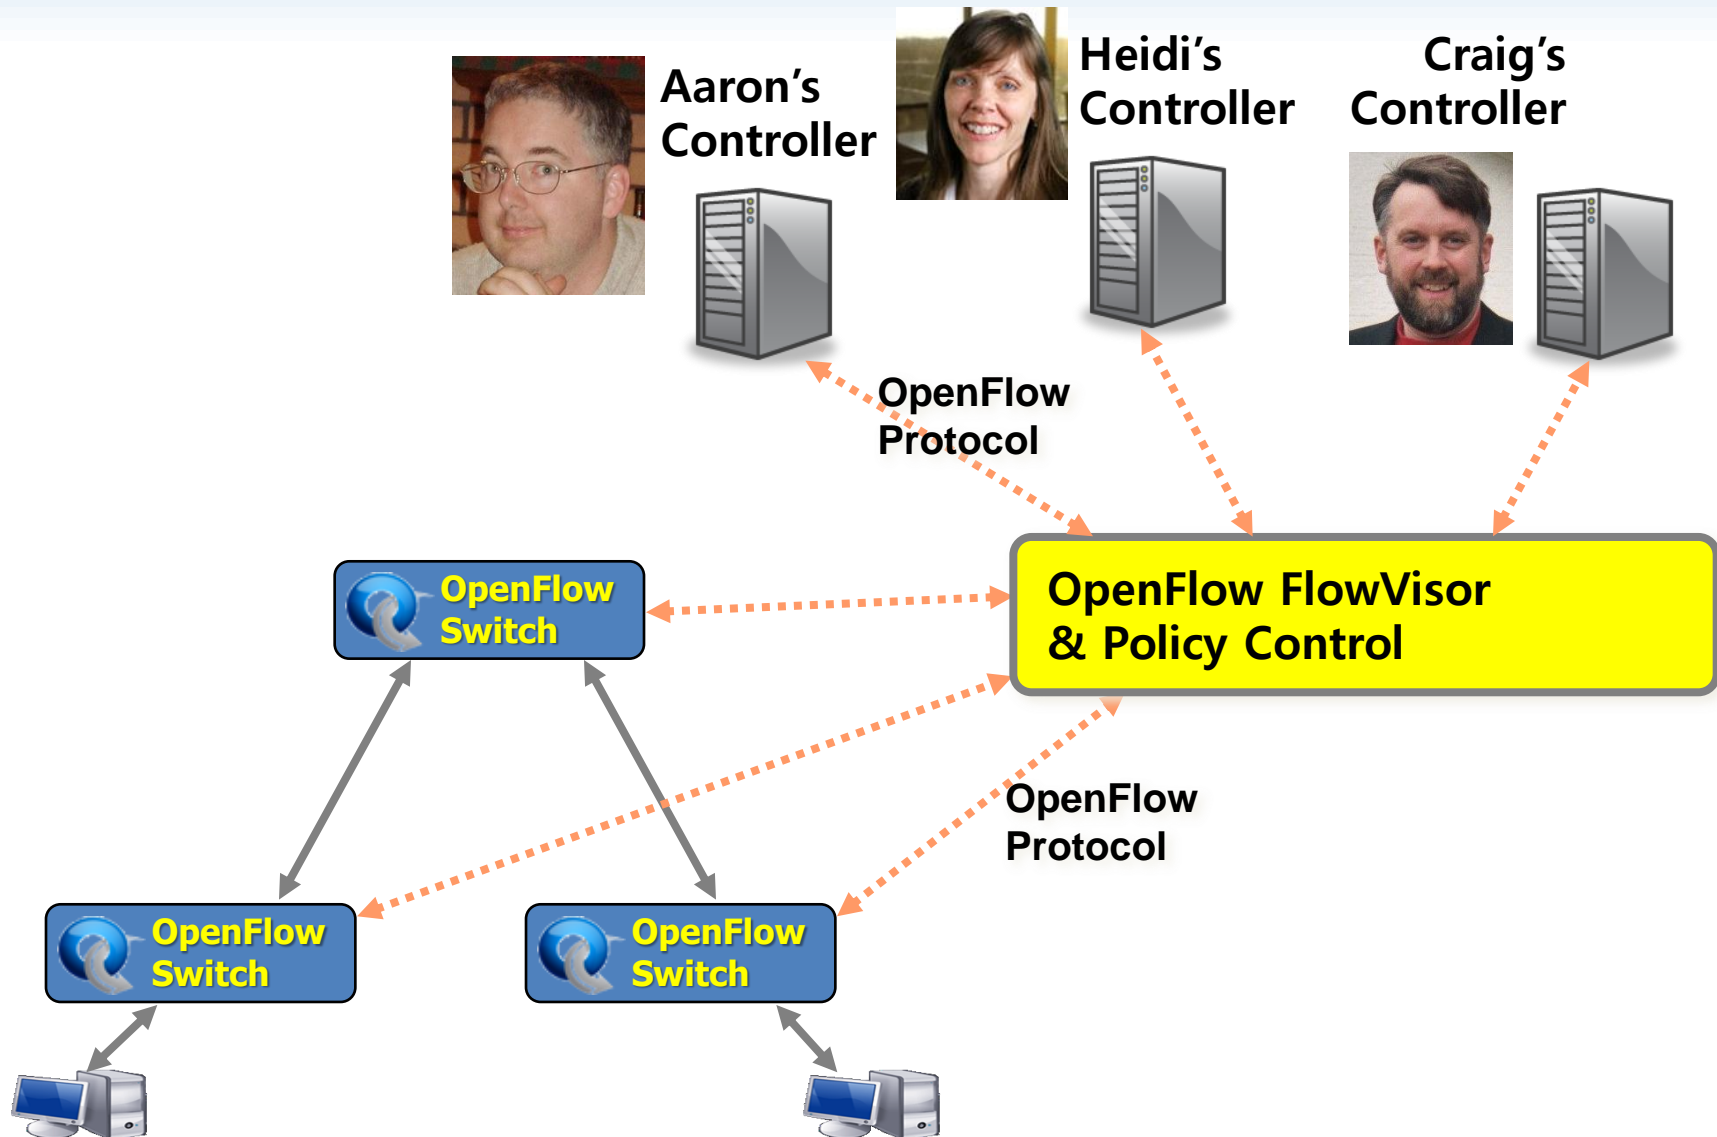 Aaron's
Controller
Heidi's
Controller
Craig's
Controller
OpenFlow
Protocol
OpenFlow
Switch
OpenFlow FlowVisor
& Policy Control
OpenFlow
Protocol
OpenFlow
Switch
OpenFlow
Switch